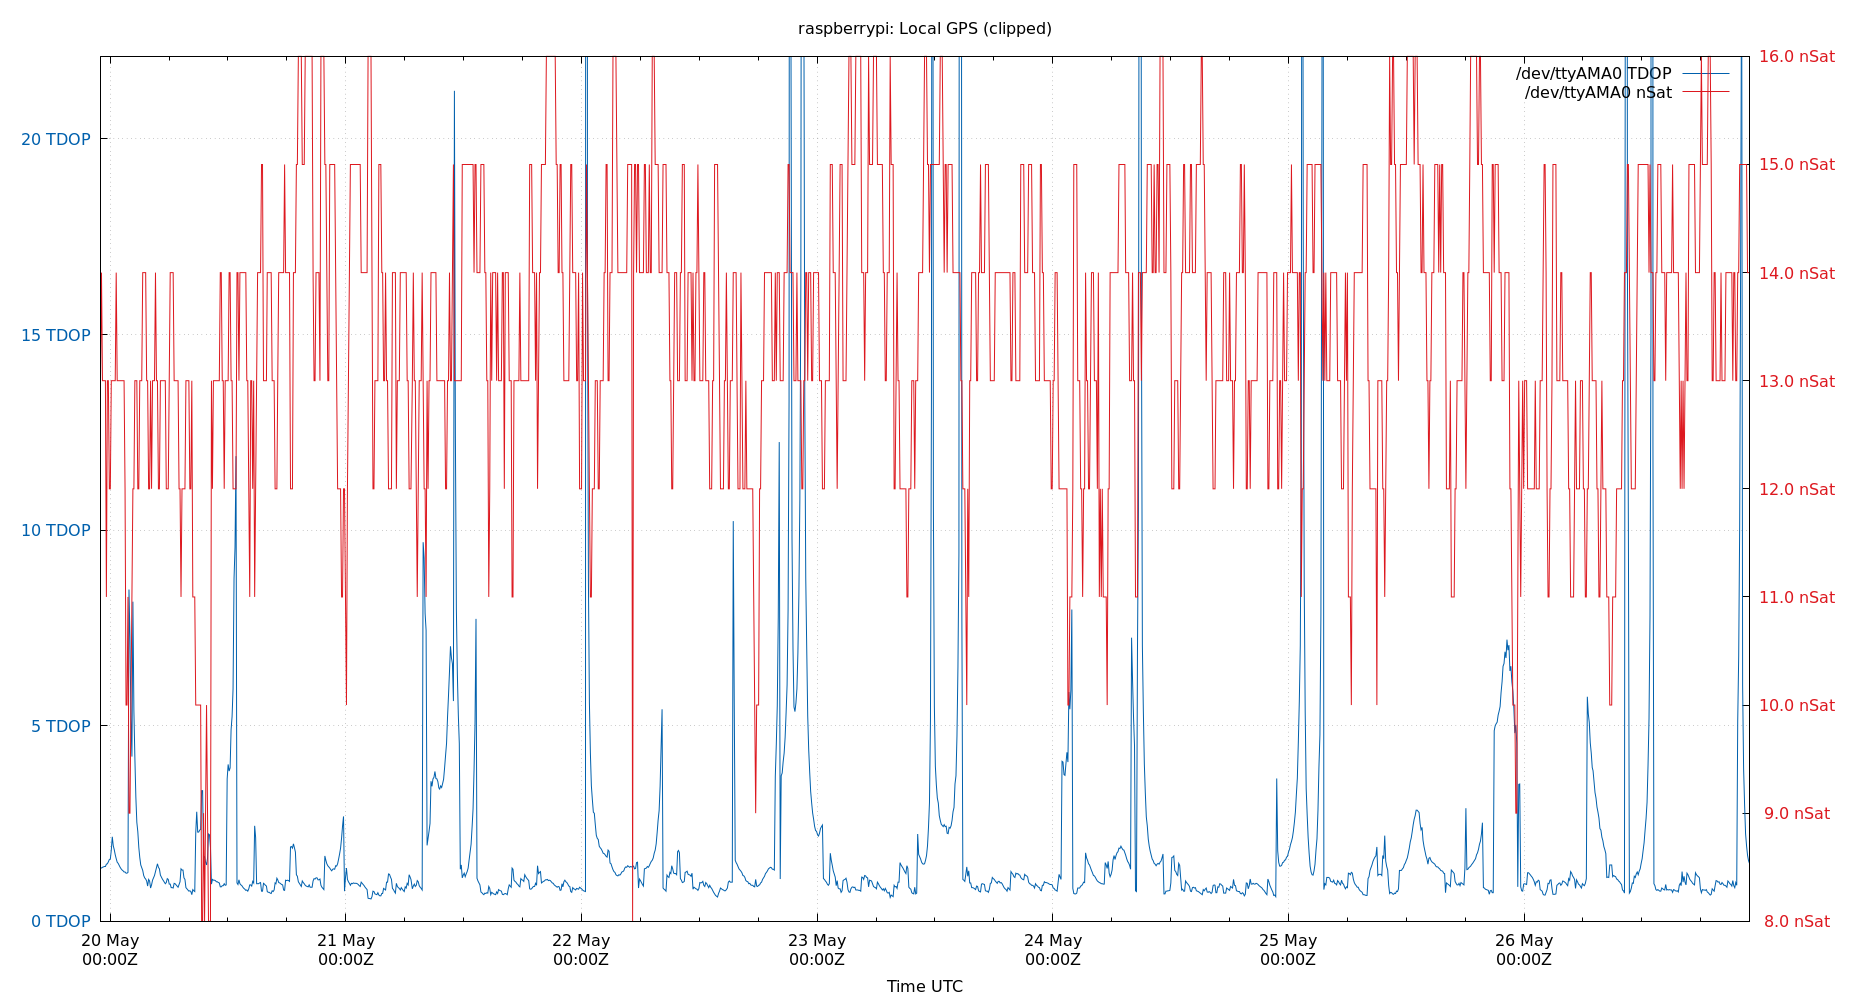 raspberrypi: Local GPS (clipped)
/dev/ttyAMA0 TDOP
/dev/ttyAMA0 nSat
20 TDOP
15 TDOP
10 TDOP
5 TDOP
0 TDOP
16.0 nSat
15.0 nSat
14.0 nSat
13.0 nSat
12.0 nSat
11.0 nSat
10.0 nSat
9.0 nSat
8.0 nSat
20 May
00:00Z
21 May
00:00Z
22 May
00:00Z
23 May
00:00Z
24 May
00:00Z
25 May
00:00Z
26 May
00:00Z
Time UTC